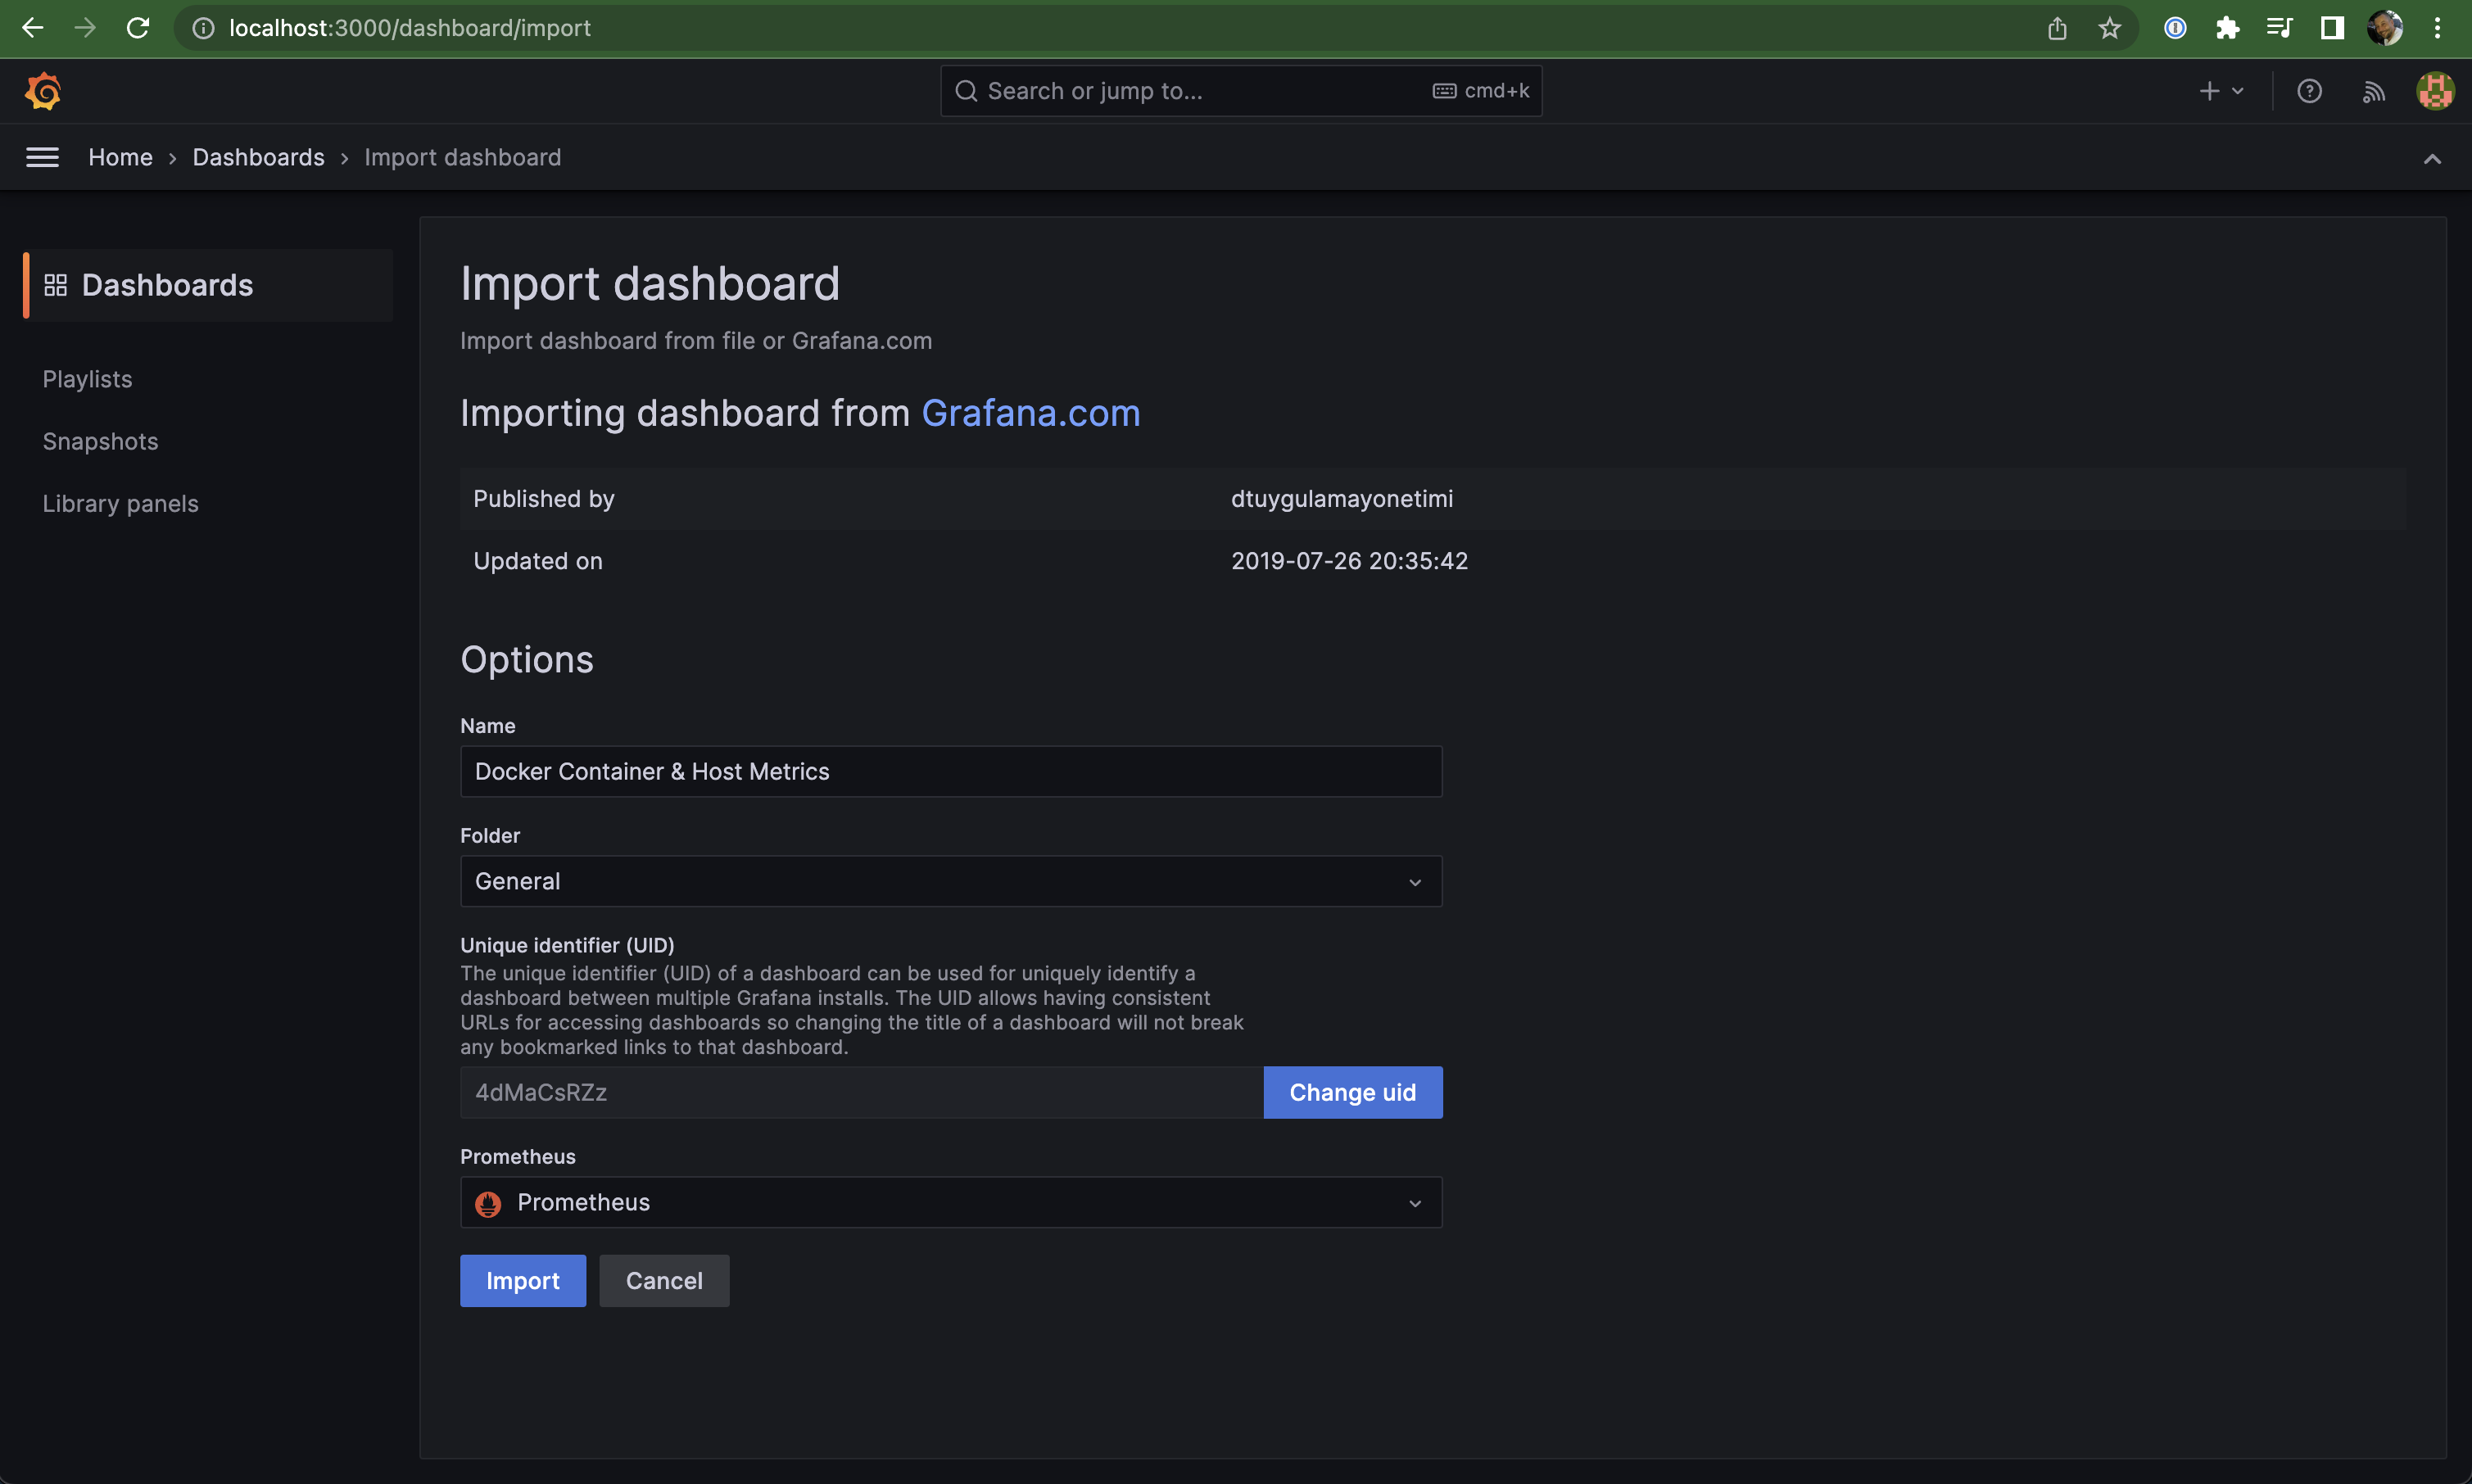 localhost:3000/dashboard/import
Search or jump to...
cmd+k
Home › Dashboards › Import dashboard
Dashboards
Playlists
Snapshots
Library panels
Import dashboard
Import dashboard from file or Grafana.com
Importing dashboard from Grafana.com
Published by dtuygulamayonetimi
Updated on 2019-07-26 20:35:42
Options
Name
Docker Container & Host Metrics
Folder
General
Unique identifier (UID)
The unique identifier (UID) of a dashboard can be used for uniquely identify a
dashboard between multiple Grafana installs. The UID allows having consistent
URLs for accessing dashboards so changing the title of a dashboard will not break
any bookmarked links to that dashboard.
4dMaCsRZz
Change uid
Prometheus
Prometheus
Import
Cancel